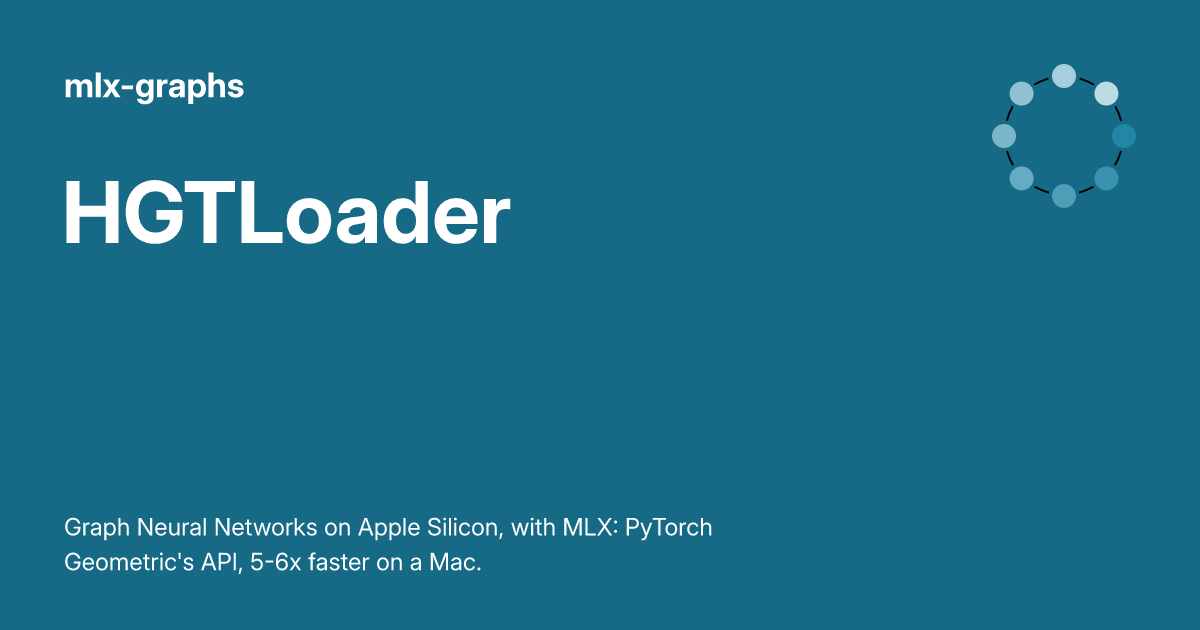 mlx-graphs
HGTLoader
Graph Neural Networks on Apple Silicon, with MLX: PyTorch
Geometric's API, 5-6x faster on a Mac.